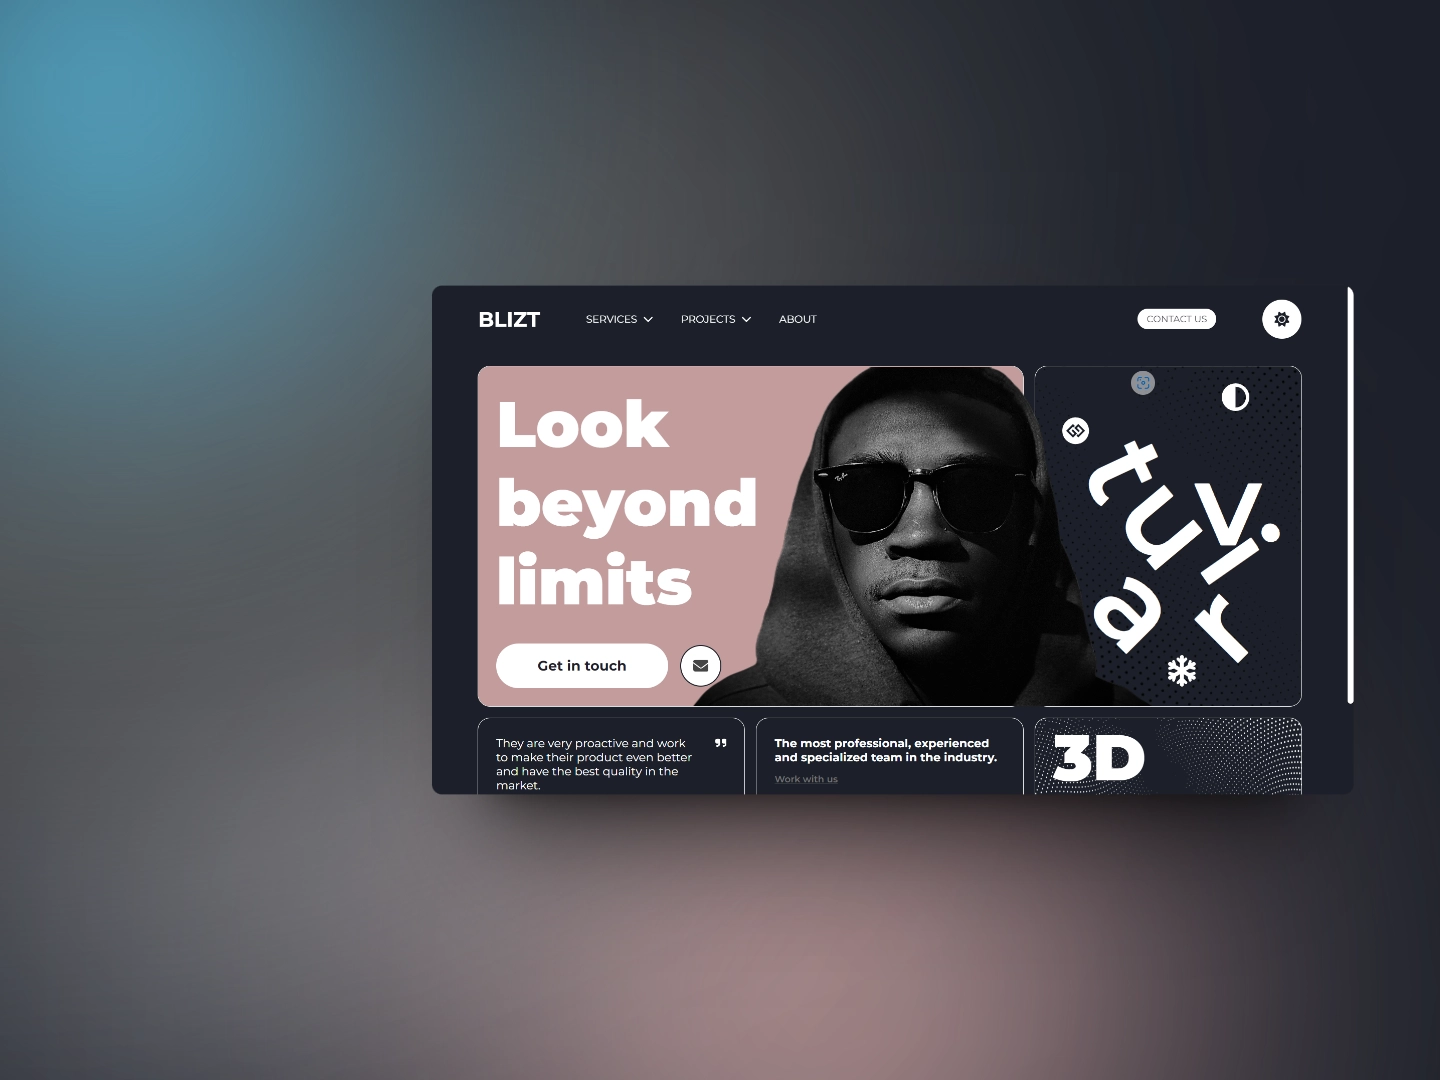 BLIZT
SERVICES
PROJECTS
ABOUT
CONTACT US
Look
beyond
limits
Ray-Ban
Get in touch
t
u
v.
i
a
r
They are very proactive and work
to make their product even better
and have the best quality in the
market.
The most professional, experienced
and specialized team in the industry.
Work with us
3D